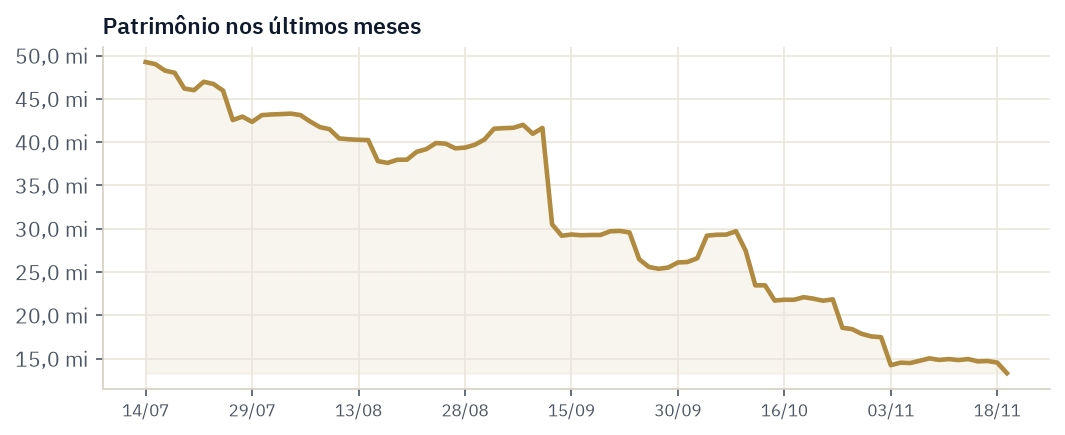 Patrimônio nos últimos meses
50,0 mi
45,0 mi
40,0 mi
35,0 mi
30,0 mi
25,0 mi
20,0 mi
15,0 mi
14/07 29/07 13/08 28/08 15/09 30/09 16/10 03/11 18/11